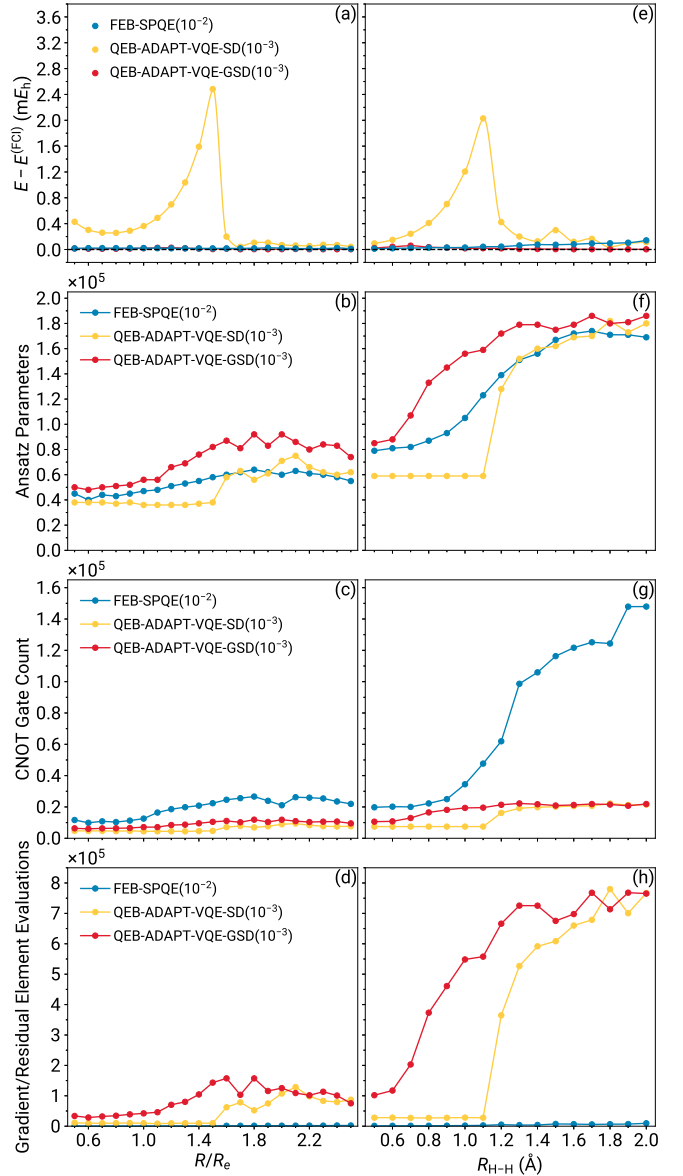 (a)
FEB-SPQE(10⁻²)
QEB-ADAPT-VQE-SD(10⁻³)
QEB-ADAPT-VQE-GSD(10⁻³)
3.6
3.2
2.8
2.4
2.0
1.6
1.2
0.8
0.4
0.0
E − E^(FCI) (mE_h)
(e)
×10⁵
(b)
FEB-SPQE(10⁻²)
QEB-ADAPT-VQE-SD(10⁻³)
QEB-ADAPT-VQE-GSD(10⁻³)
2.0
1.8
1.6
1.4
1.2
1.0
0.8
0.6
0.4
0.2
0.0
Ansatz Parameters
(f)
×10⁵
(c)
FEB-SPQE(10⁻²)
QEB-ADAPT-VQE-SD(10⁻³)
QEB-ADAPT-VQE-GSD(10⁻³)
1.6
1.4
1.2
1.0
0.8
0.6
0.4
0.2
0.0
CNOT Gate Count
(g)
×10⁵
(d)
FEB-SPQE(10⁻²)
QEB-ADAPT-VQE-SD(10⁻³)
QEB-ADAPT-VQE-GSD(10⁻³)
8
7
6
5
4
3
2
1
0
Gradient/Residual Element Evaluations
(h)
0.6 1.0 1.4 1.8 2.2
R/R_e
0.6 0.8 1.0 1.2 1.4 1.6 1.8 2.0
R_H–H (Å)